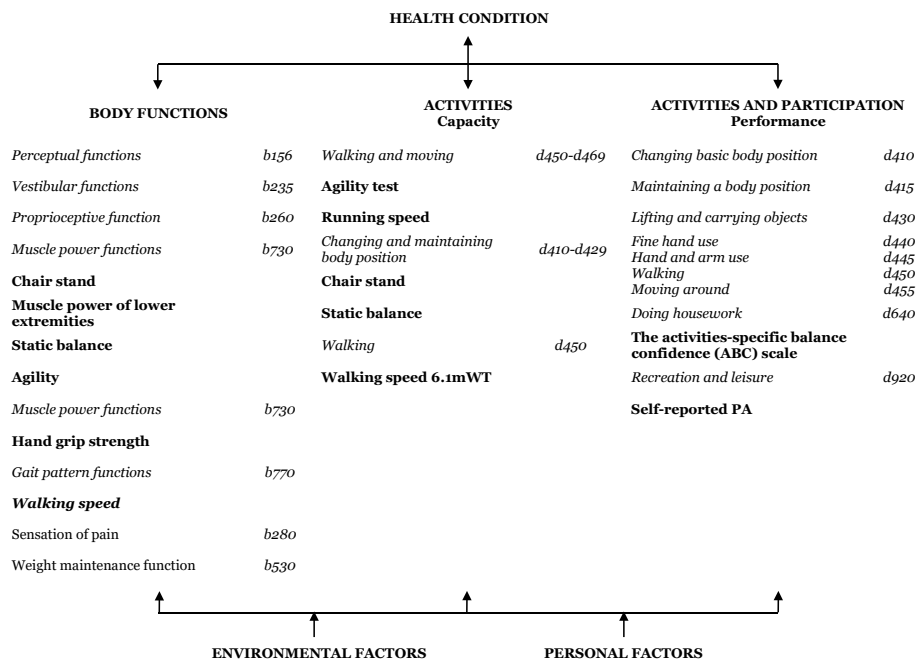 HEALTH CONDITION
BODY FUNCTIONS
Perceptual functions b156
Vestibular functions b235
Proprioceptive function b260
Muscle power functions b730
Chair stand
Muscle power of lower
extremities
Static balance
Agility
Muscle power functions b730
Hand grip strength
Gait pattern functions b770
Walking speed
Sensation of pain b280
Weight maintenance function b530
ACTIVITIES
Capacity
Walking and moving d450-d469
Agility test
Running speed
Changing and maintaining
body position d410-d429
Chair stand
Static balance
Walking d450
Walking speed 6.1mWT
ACTIVITIES AND PARTICIPATION
Performance
Changing basic body position d410
Maintaining a body position d415
Lifting and carrying objects d430
Fine hand use d440
Hand and arm use d445
Walking d450
Moving around d455
Doing housework d640
The activities-specific balance
confidence (ABC) scale
Recreation and leisure d920
Self-reported PA
ENVIRONMENTAL FACTORS
PERSONAL FACTORS